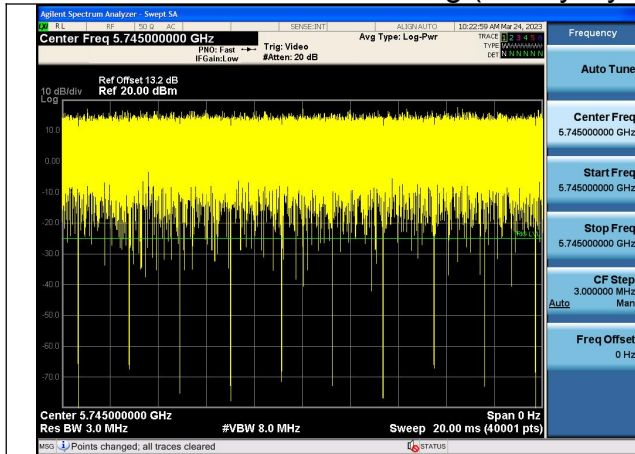 Agilent Spectrum Analyzer - Swept SA
LXI RL RF 50 Ω AC SENSE:INT ALIGNAUTO 10:22:59 AM Mar 24, 2023
Center Freq 5.745000000 GHz
PNO: Fast
IFGain:Low
Trig: Video
#Atten: 20 dB
Avg Type: Log-Pwr
TRACE 1 2 3 4 5 6
TYPE WWWWWWW
DET N N N N N N
Ref Offset 13.2 dB
10 dB/div Ref 20.00 dBm
Log
10.0
0.00
-10.0
-20.0
TRIG LVL
-30.0
-40.0
-50.0
-60.0
-70.0
Center 5.745000000 GHz Span 0 Hz
Res BW 3.0 MHz #VBW 8.0 MHz Sweep 20.00 ms (40001 pts)
MSG Points changed; all traces cleared STATUS
Frequency
Auto Tune
Center Freq
5.745000000 GHz
Start Freq
5.745000000 GHz
Stop Freq
5.745000000 GHz
CF Step
3.000000 MHz
Auto Man
Freq Offset
0 Hz